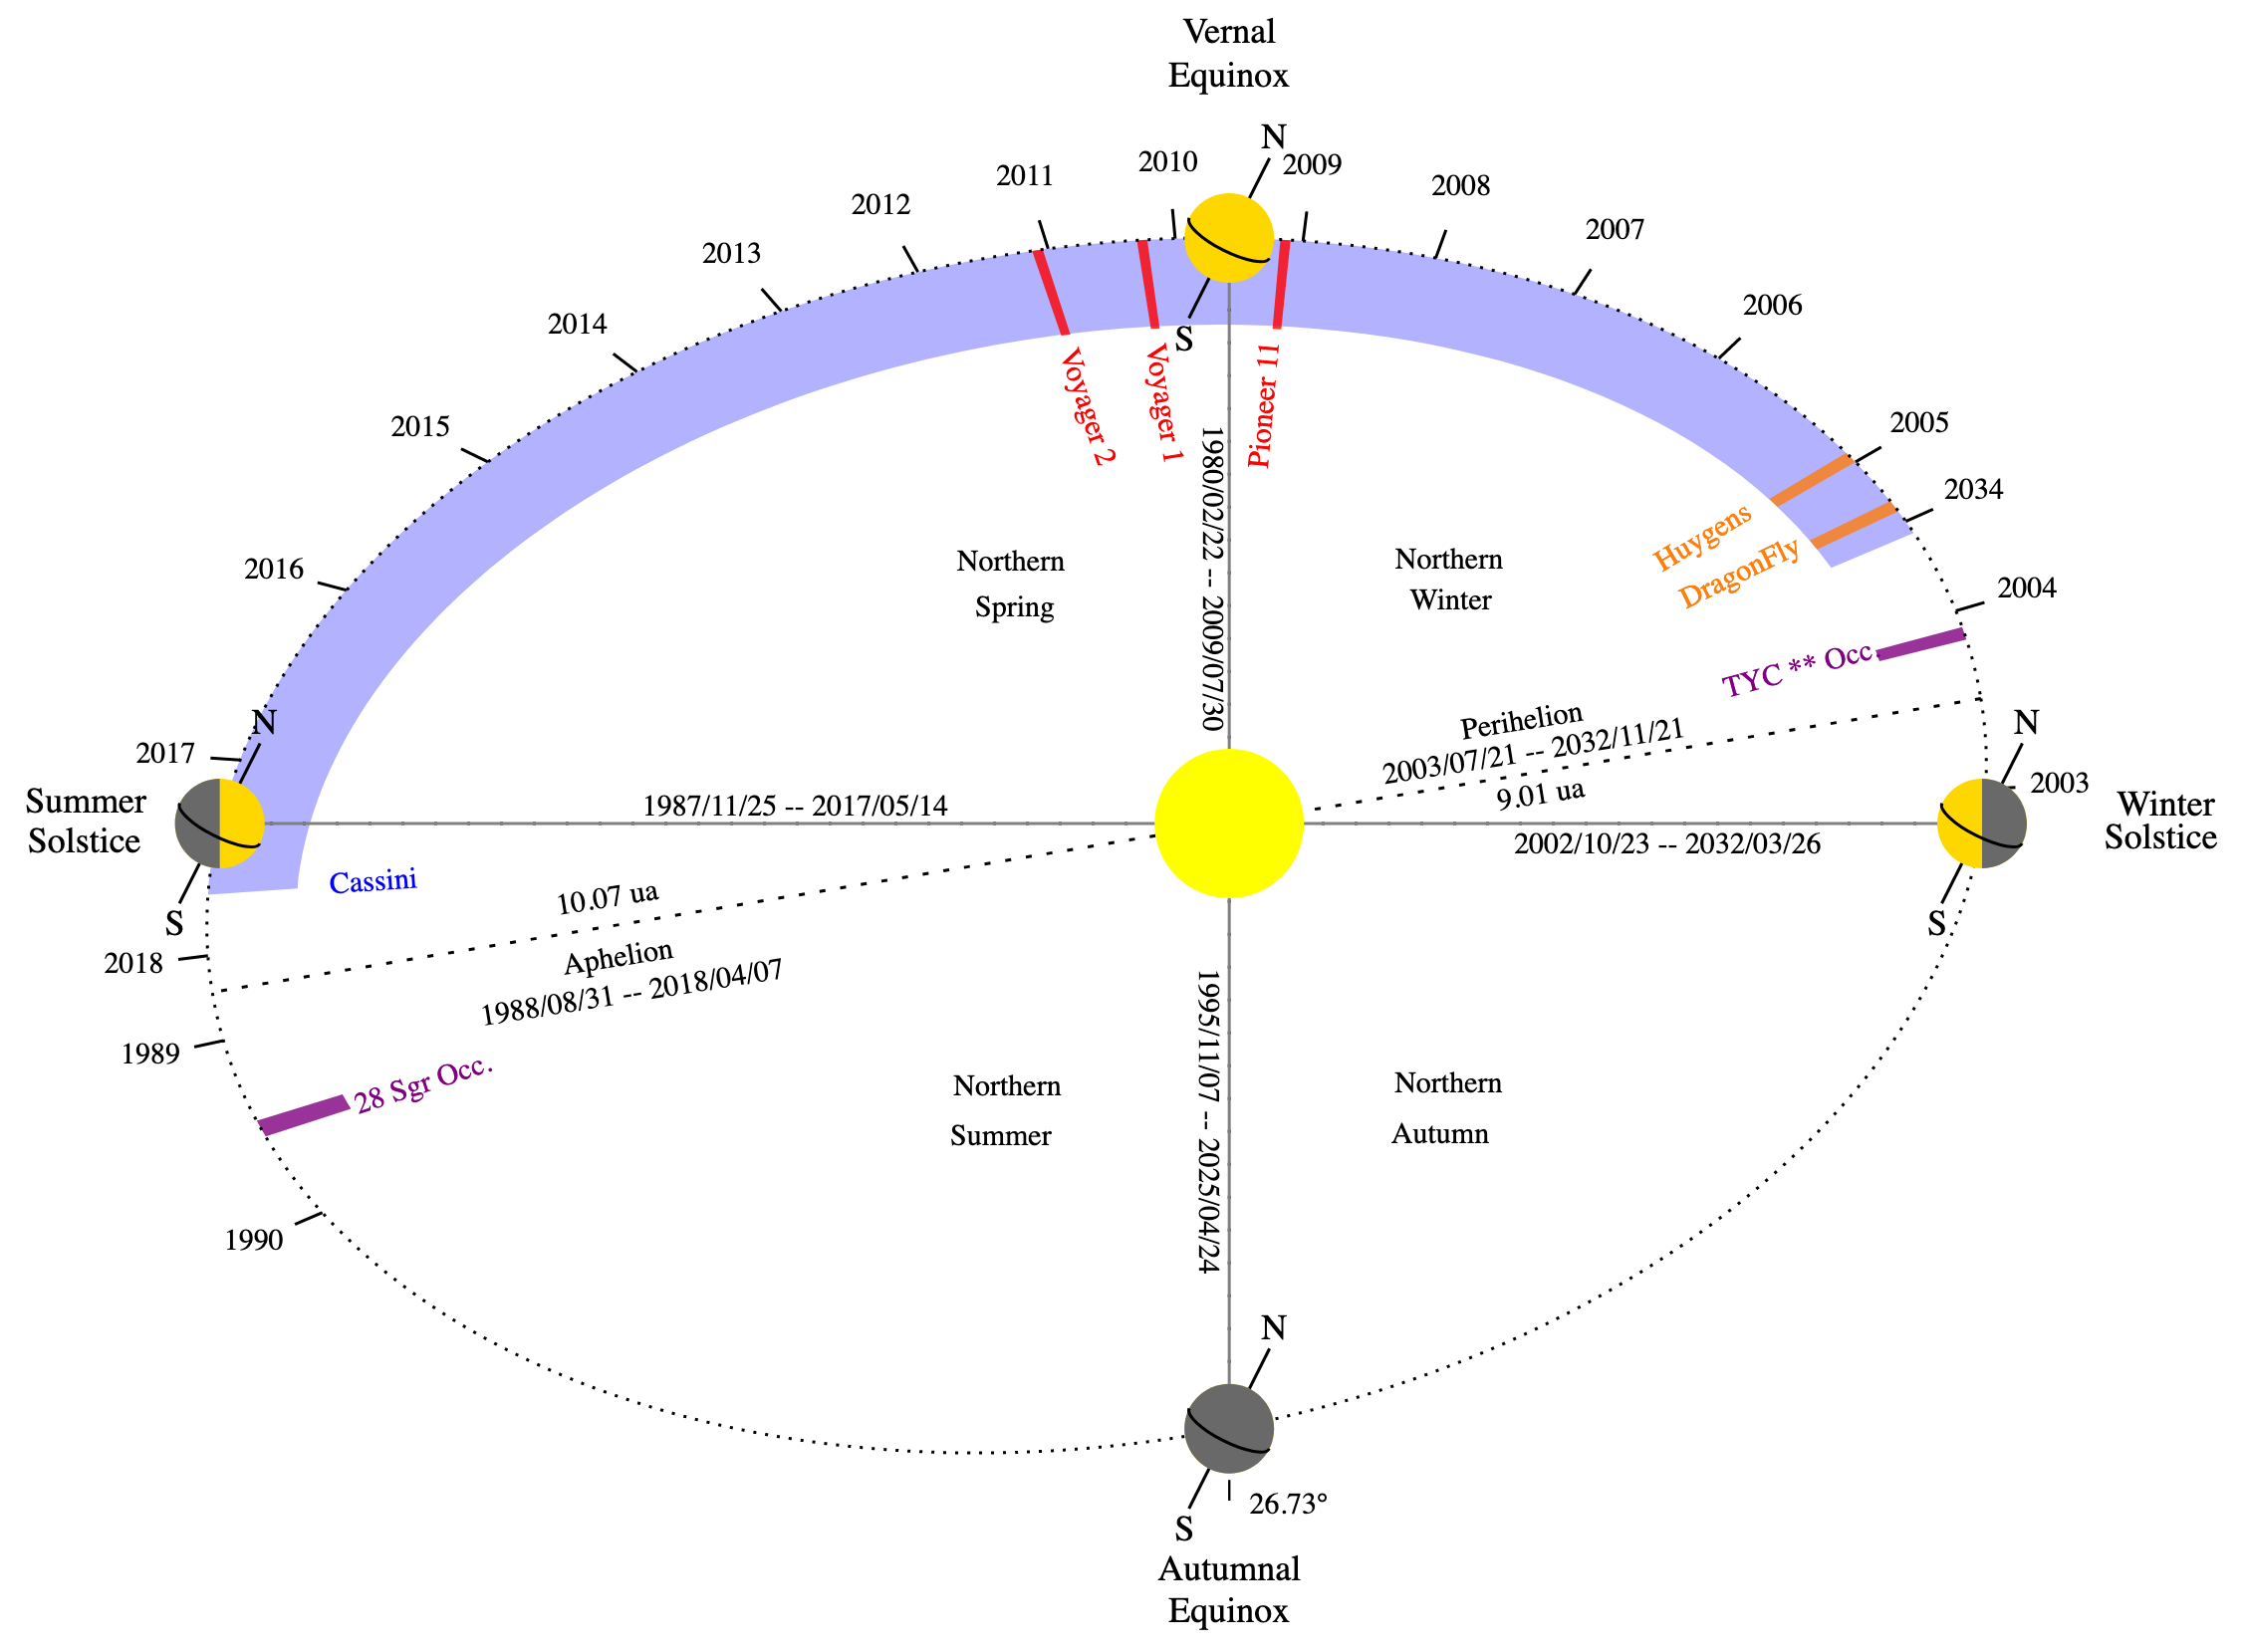 Vernal
Equinox
N
2010
2009
2011
2008
2012
2007
2013
2006
2014
S
Voyager 2
Voyager 1
Pioneer 11
2005
2015
1980/02/22 -- 2009/07/30
2034
Huygens
DragonFly
Northern
Spring
Northern
Winter
2016
2004
TYC ** Occ.
N
2017
Perihelion
2003/07/21 -- 2032/11/21
9.01 ua
N
2003
Summer
Solstice
1987/11/25 -- 2017/05/14
2002/10/23 -- 2032/03/26
Winter
Solstice
Cassini
S
10.07 ua
Aphelion
1988/08/31 -- 2018/04/07
S
2018
1989
28 Sgr Occ.
1995/11/07 -- 2025/04/24
Northern
Summer
Northern
Autumn
1990
N
26.73°
S
Autumnal
Equinox